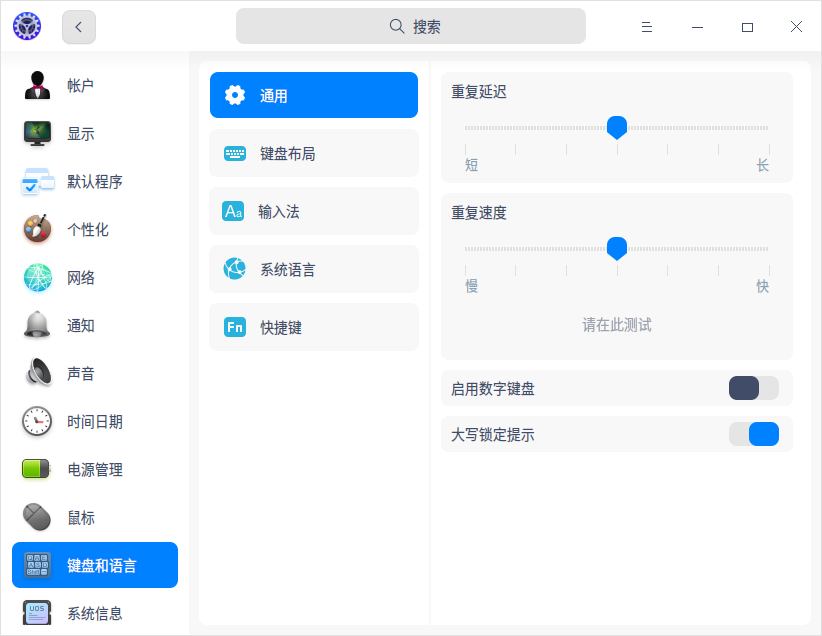 搜索
帐户
显示
默认程序
个性化
网络
通知
声音
时间日期
电源管理
鼠标
键盘和语言
UOS
系统信息
通用
键盘布局
Aa
输入法
系统语言
Fn
快捷键
重复延迟
短 长
重复速度
慢 快
请在此测试
启用数字键盘
大写锁定提示